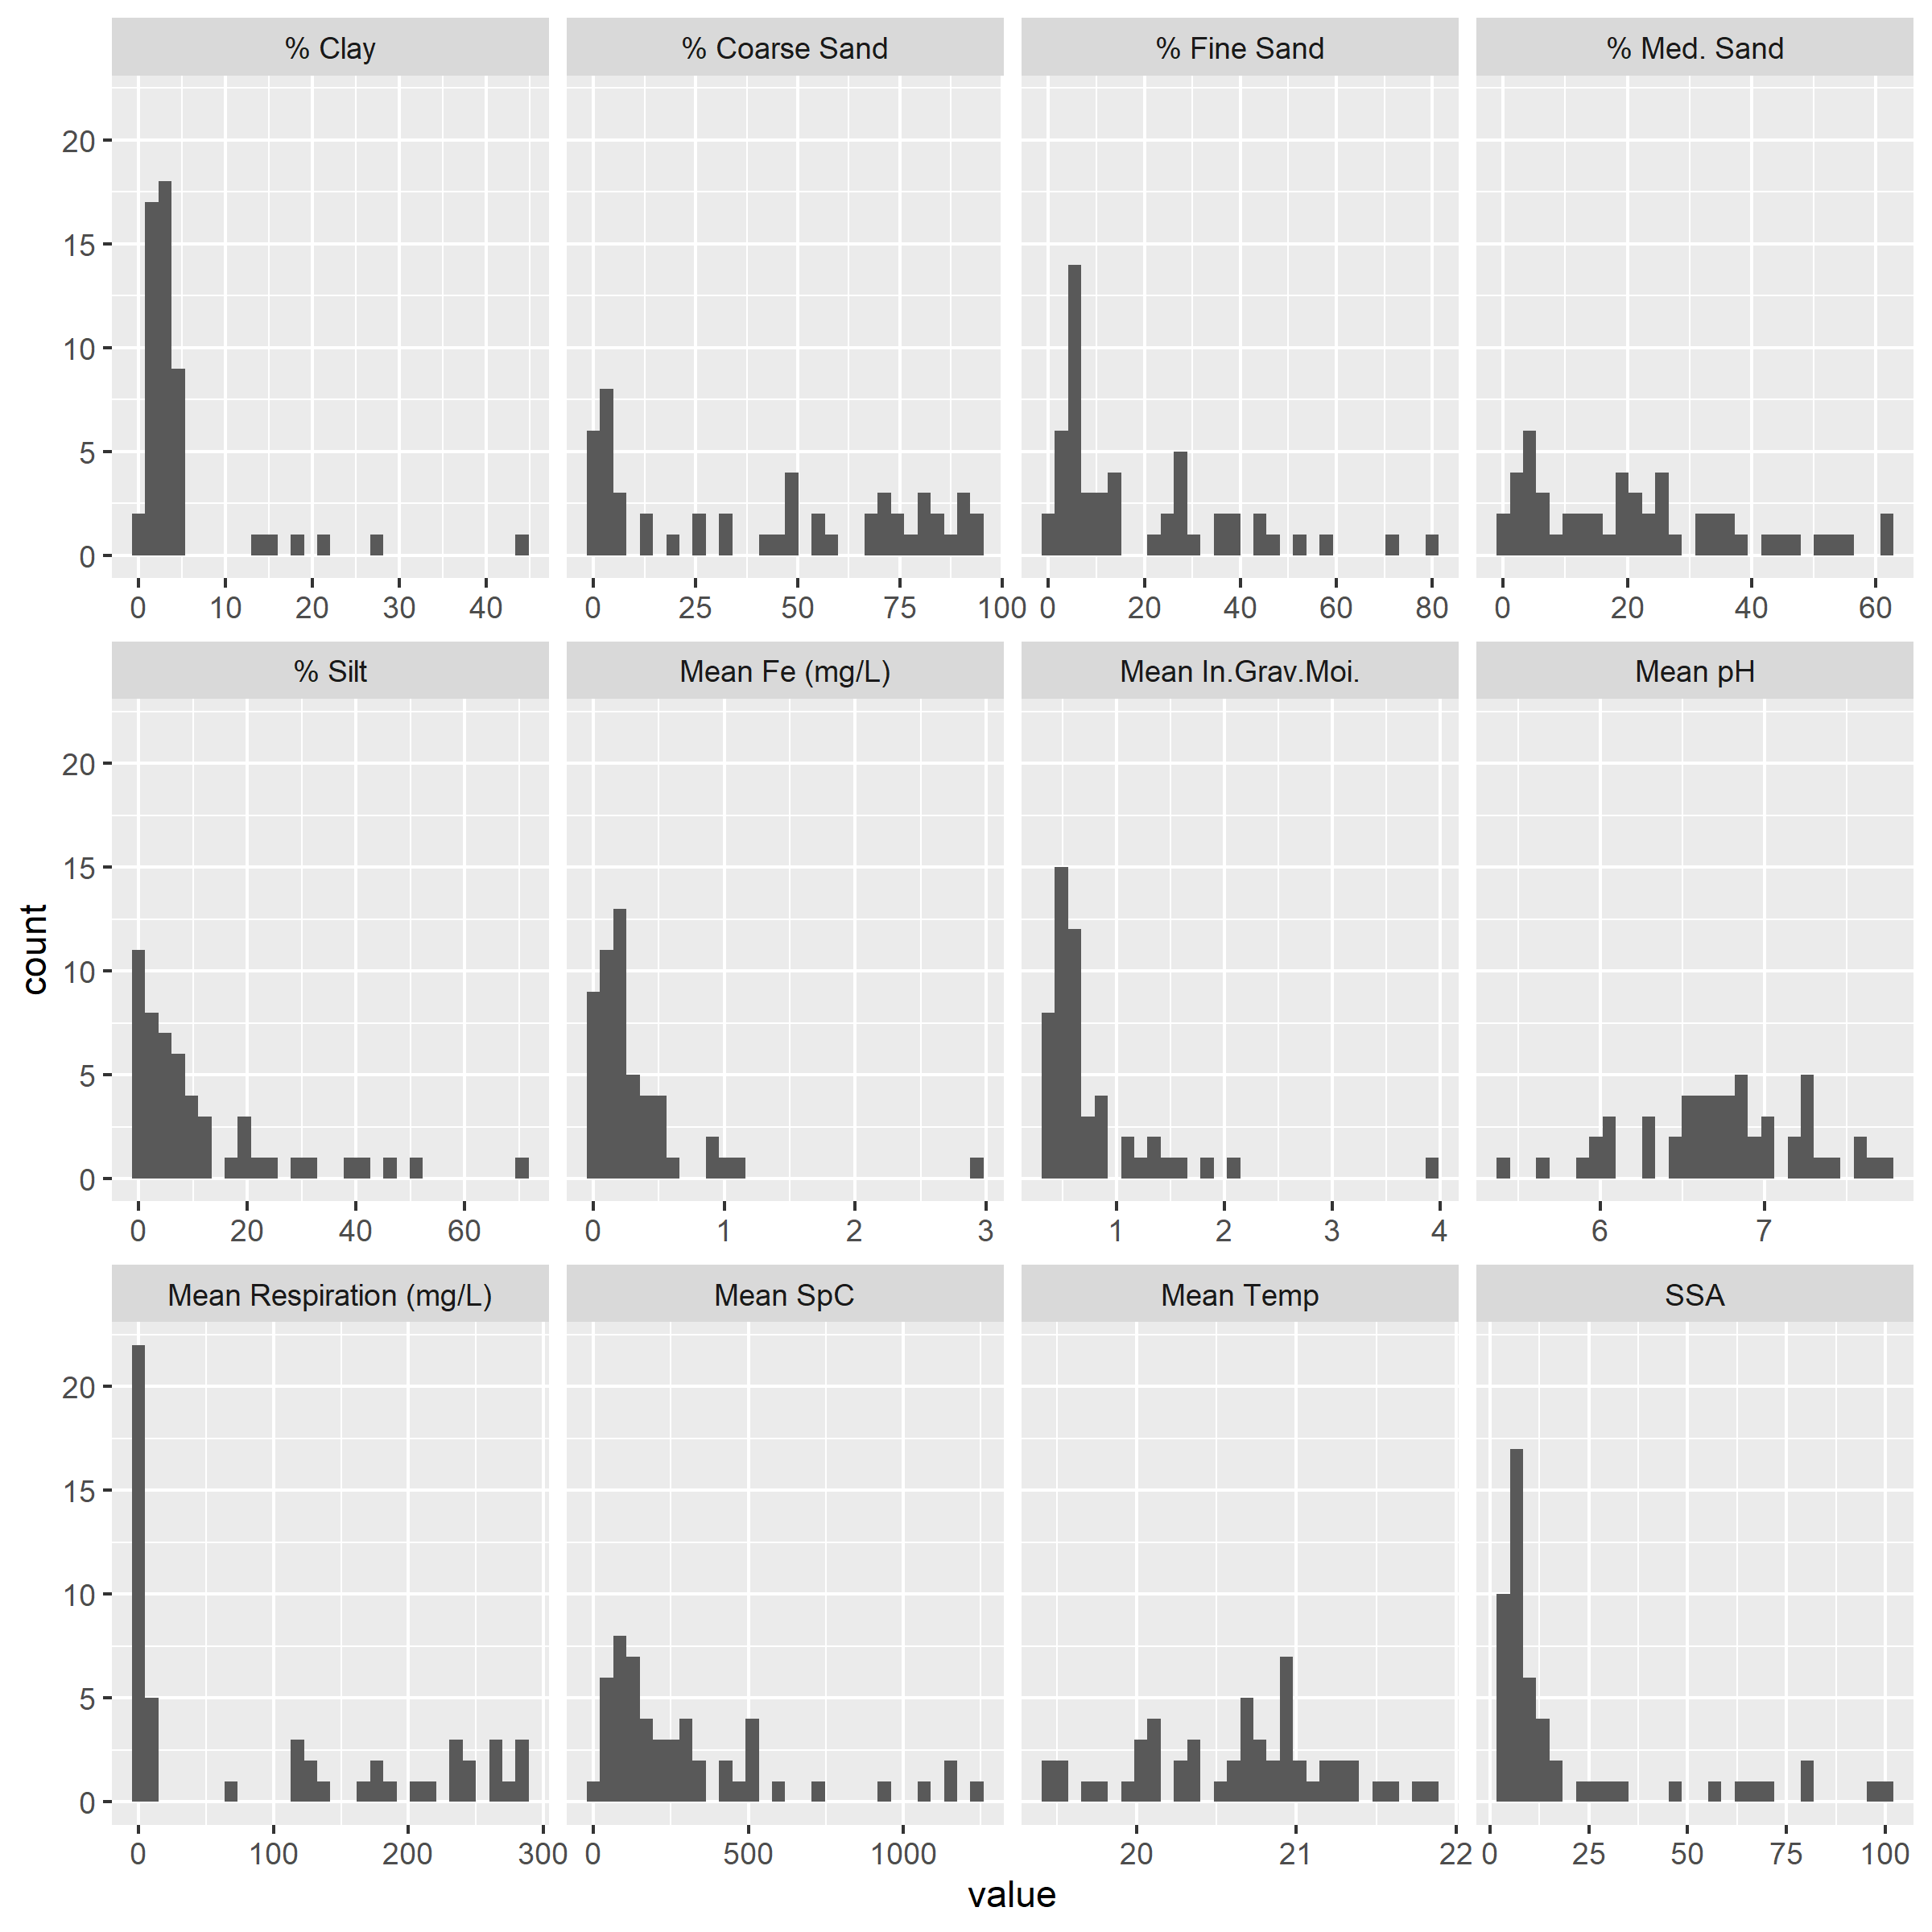 % Clay % Coarse Sand % Fine Sand % Med. Sand
20
15
10
5
0
0 10 20 30 40 0 25 50 75 100 0 20 40 60 80 0 20 40 60
% Silt Mean Fe (mg/L) Mean In.Grav.Moi. Mean pH
20
15
10
5
0
count
0 20 40 60 0 1 2 3 1 2 3 4 6 7
Mean Respiration (mg/L) Mean SpC Mean Temp SSA
20
15
10
5
0
0 100 200 300 0 500 1000 20 21 22 0 25 50 75 100
value